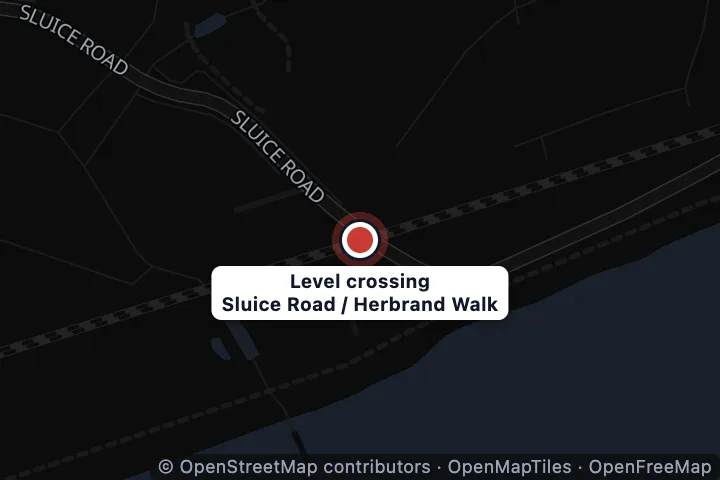 SLUICE ROAD
SLUICE ROAD
Level crossing
Sluice Road / Herbrand Walk
© OpenStreetMap contributors · OpenMapTiles · OpenFreeMap